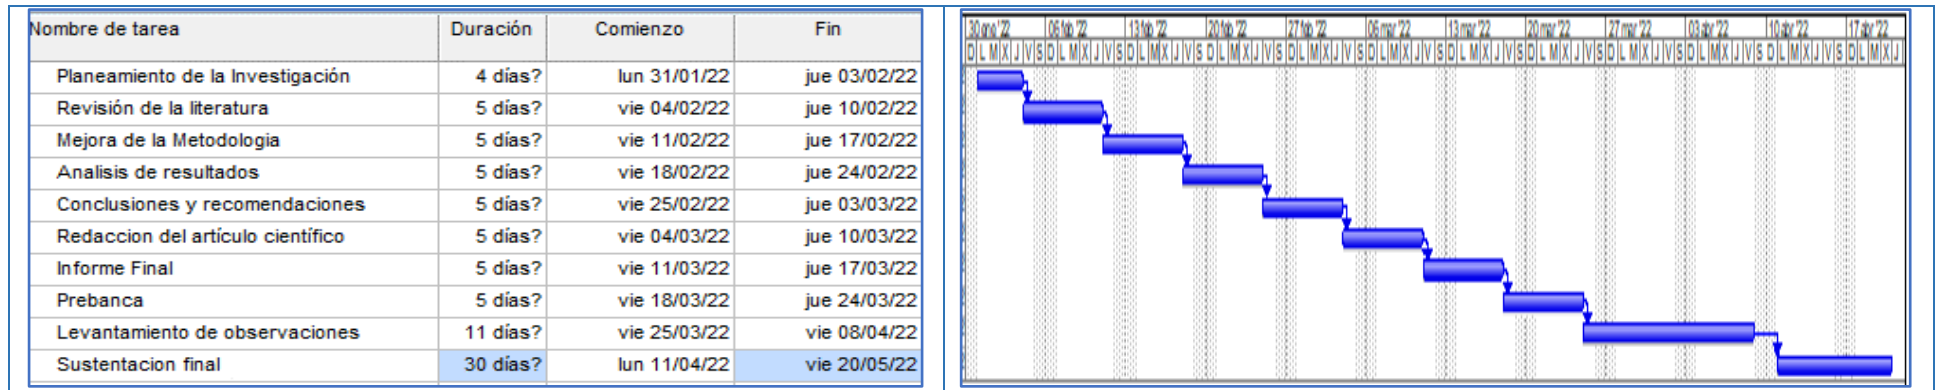 Nombre de tarea Duración Comienzo Fin
Planeamiento de la Investigación 4 días? lun 31/01/22 jue 03/02/22
Revisión de la literatura 5 días? vie 04/02/22 jue 10/02/22
Mejora de la Metodologia 5 días? vie 11/02/22 jue 17/02/22
Analisis de resultados 5 días? vie 18/02/22 jue 24/02/22
Conclusiones y recomendaciones 5 días? vie 25/02/22 jue 03/03/22
Redaccion del artículo científico 5 días? vie 04/03/22 jue 10/03/22
Informe Final 5 días? vie 11/03/22 jue 17/03/22
Prebanca 5 días? vie 18/03/22 jue 24/03/22
Levantamiento de observaciones 11 días? vie 25/03/22 vie 08/04/22
Sustentacion final 30 días? lun 11/04/22 vie 20/05/22
30 ene '22 06 feb '22 13 feb '22 20 feb '22 27 feb '22 06 mar '22 13 mar '22 20 mar '22 27 mar '22 03 abr '22 10 abr '22 17 abr '22
D L M X J V S D L M X J V S D L M X J V S D L M X J V S D L M X J V S D L M X J V S D L M X J V S D L M X J V S D L M X J V S D L M X J V S D L M X J V S D L M X J